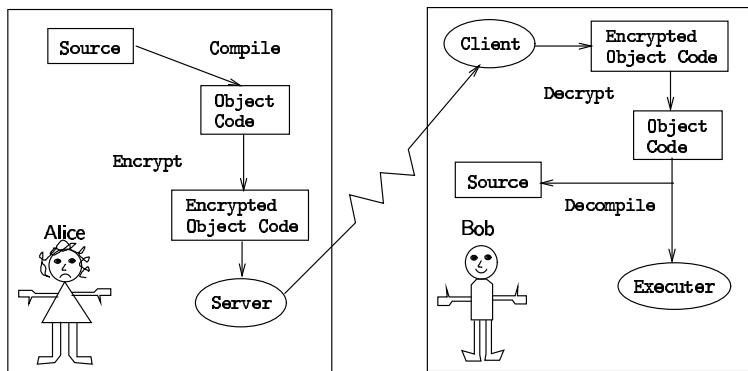 Source
Compile
Object
Code
Encrypt
Encrypted
Object Code
Alice
Server
Client
Encrypted
Object Code
Decrypt
Object
Code
Source
Decompile
Bob
Executer